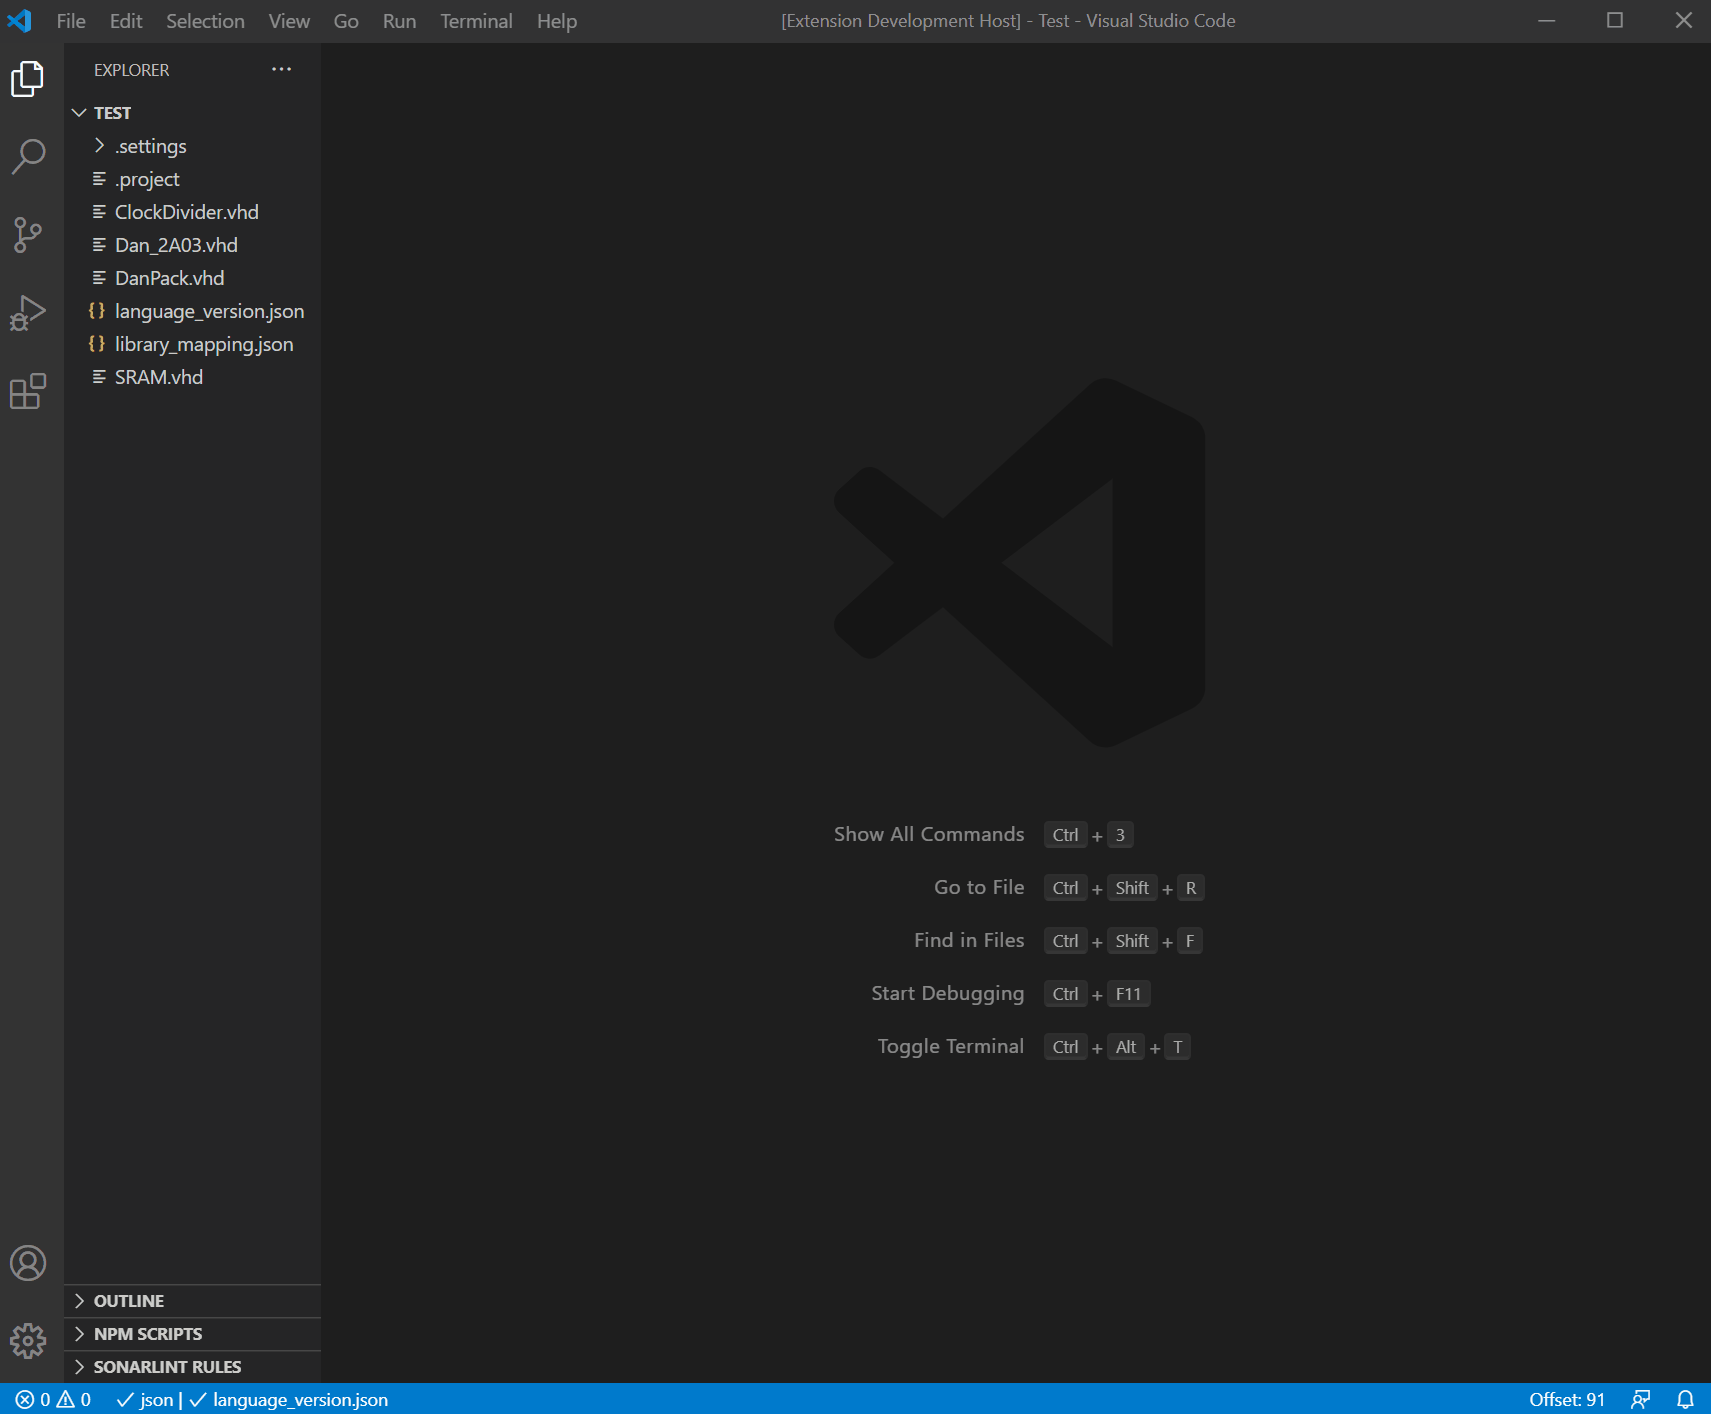 File Edit Selection View Go Run Terminal Help [Extension Development Host] - Test - Visual Studio Code
EXPLORER
TEST
.settings
.project
ClockDivider.vhd
Dan_2A03.vhd
DanPack.vhd
language_version.json
library_mapping.json
SRAM.vhd
Show All Commands Ctrl + 3
Go to File Ctrl + Shift + R
Find in Files Ctrl + Shift + F
Start Debugging Ctrl + F11
Toggle Terminal Ctrl + Alt + T
OUTLINE
NPM SCRIPTS
SONARLINT RULES
0 0 json | language_version.json Offset: 91